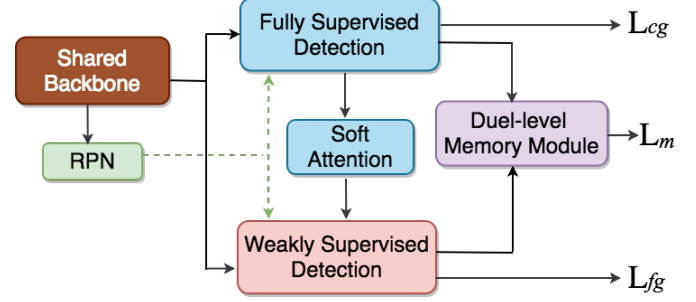 Shared
Backbone
RPN
Fully Supervised
Detection
Soft
Attention
Weakly Supervised
Detection
Duel-level
Memory Module
Lcg
Lm
Lfg